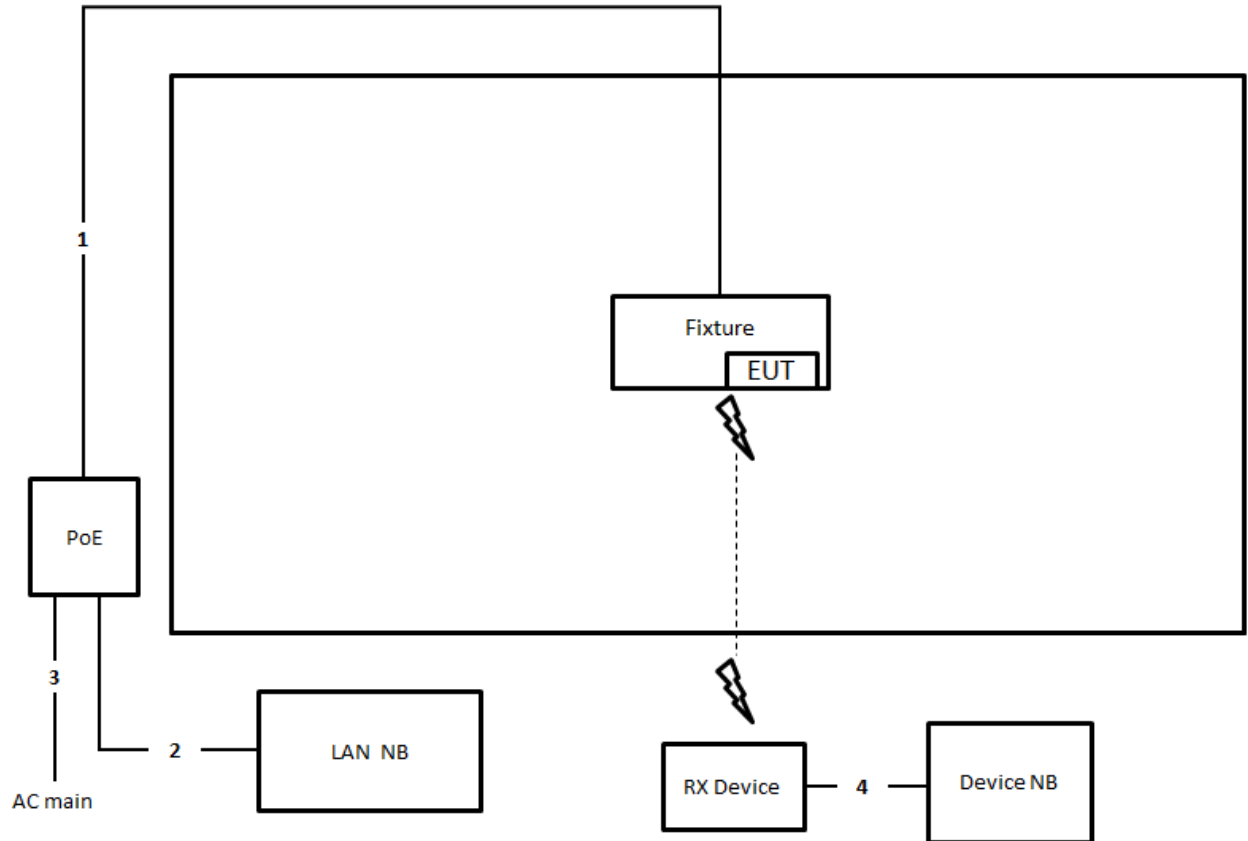 1
Fixture
EUT
PoE
3
2
LAN NB
AC main
RX Device
4
Device NB